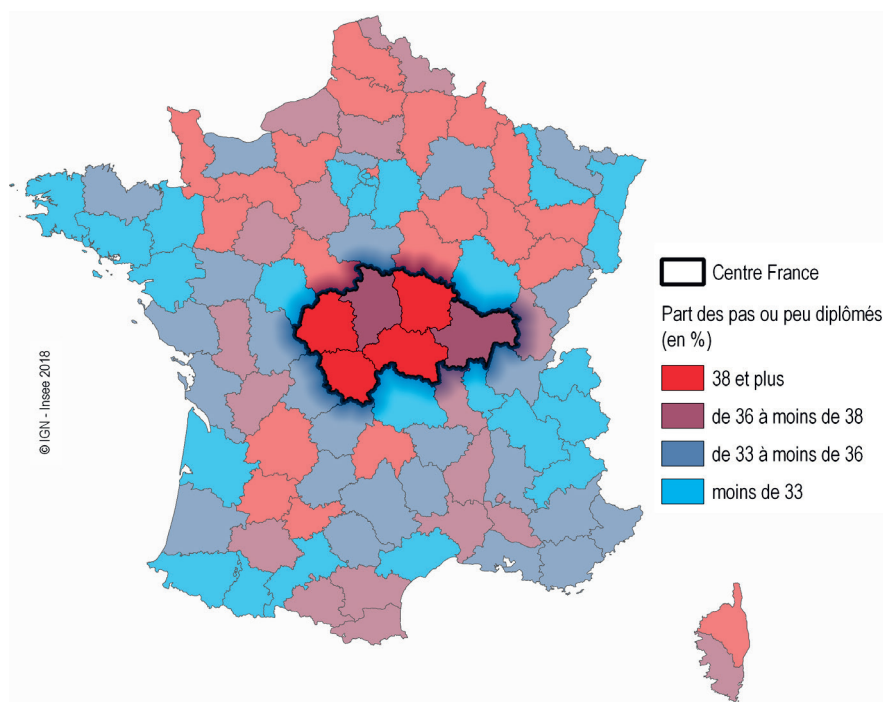 Centre France
Part des pas ou peu diplômés
(en %)
38 et plus
de 36 à moins de 38
de 33 à moins de 36
moins de 33
© IGN - Insee 2018